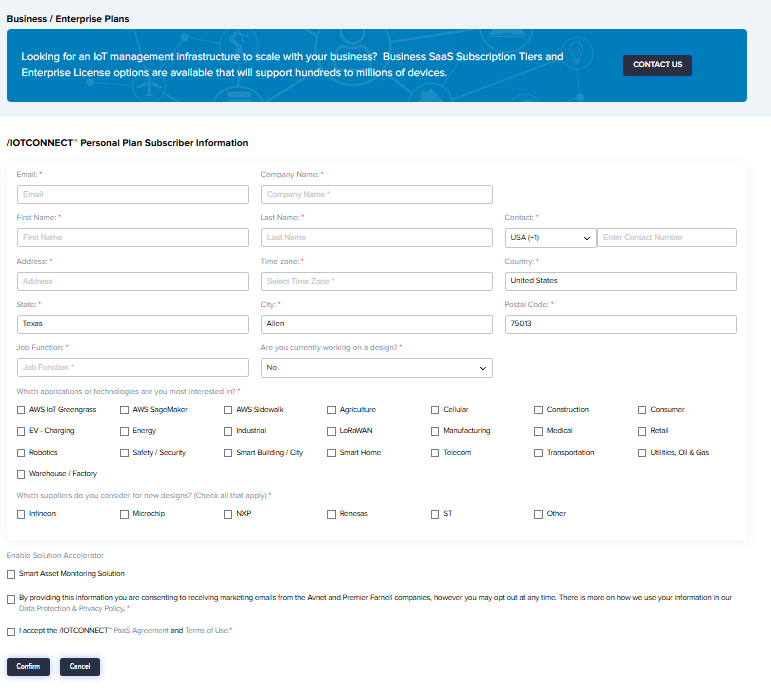 Business / Enterprise Plans
Looking for an IoT management infrastructure to scale with your business? Business SaaS Subscription Tiers and
Enterprise License options are available that will support hundreds to millions of devices.
CONTACT US
/IOTCONNECT™ Personal Plan Subscriber Information
Email: * Company Name: *
Email Company Name *
First Name: * Last Name: * Contact: *
First Name Last Name USA (+1) Enter Contact Number
Address: * Time zone: * Country: *
Address Select Time Zone * United States
State: * City: * Postal Code: *
Texas Allen 75013
Job Function: * Are you currently working on a design? *
Job Function * No
Which applications or technologies are you most interested in? *
AWS IoT Greengrass AWS SageMaker AWS Sidewalk Agriculture Cellular Construction Consumer
EV - Charging Energy Industrial LoRaWAN Manufacturing Medical Retail
Robotics Safety / Security Smart Building / City Smart Home Telecom Transportation Utilities, Oil & Gas
Warehouse / Factory
Which suppliers do you consider for new designs? (Check all that apply) *
Infineon Microchip NXP Renesas ST Other
Enable Solution Accelerator
Smart Asset Monitoring Solution
By providing this information you are consenting to receiving marketing emails from the Avnet and Premier Farnell companies, however you may opt out at any time. There is more on how we use your information in our
Data Protection & Privacy Policy. *
I accept the /IOTCONNECT™ PaaS Agreement and Terms of Use.*
Confirm Cancel